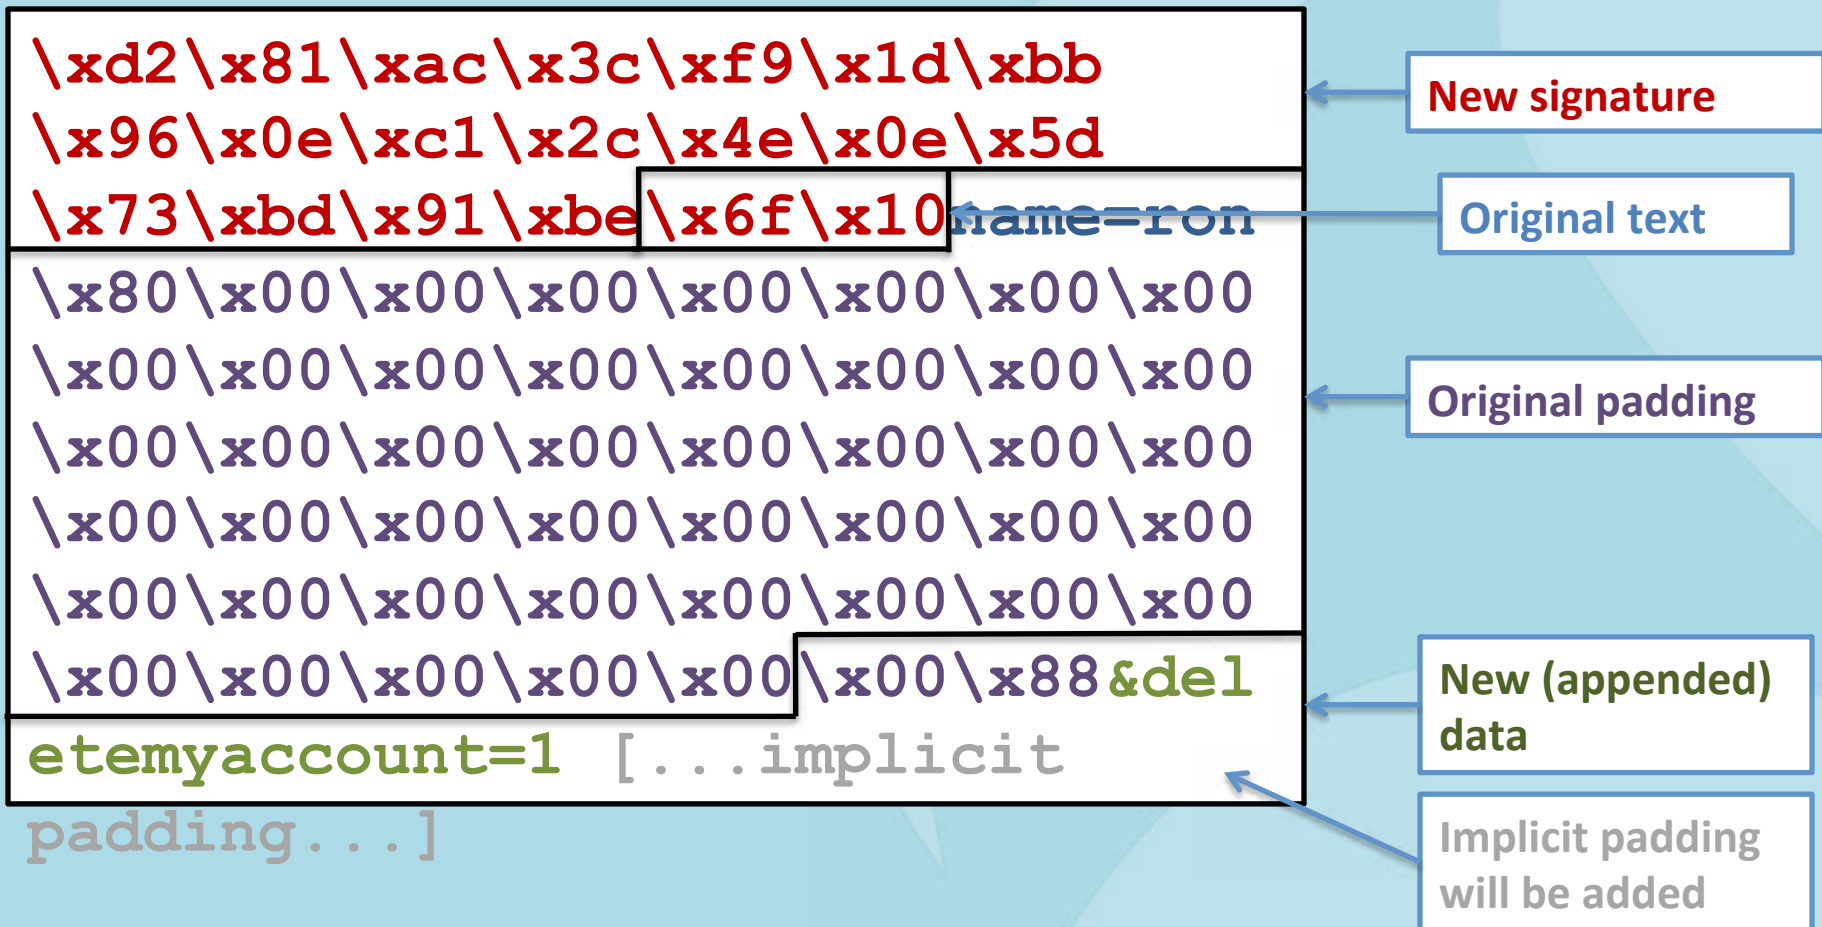 \xd2\x81\xac\x3c\xf9\x1d\xbb
\x96\x0e\xc1\x2c\x4e\x0e\x5d
\x73\xbd\x91\xbe\x6f\x10name=ron
\x80\x00\x00\x00\x00\x00\x00\x00
\x00\x00\x00\x00\x00\x00\x00\x00
\x00\x00\x00\x00\x00\x00\x00\x00
\x00\x00\x00\x00\x00\x00\x00\x00
\x00\x00\x00\x00\x00\x00\x00\x00
\x00\x00\x00\x00\x00\x00\x88&del
etemyaccount=1 [...implicit
padding...]
New signature
Original text
Original padding
New (appended)
data
Implicit padding
will be added